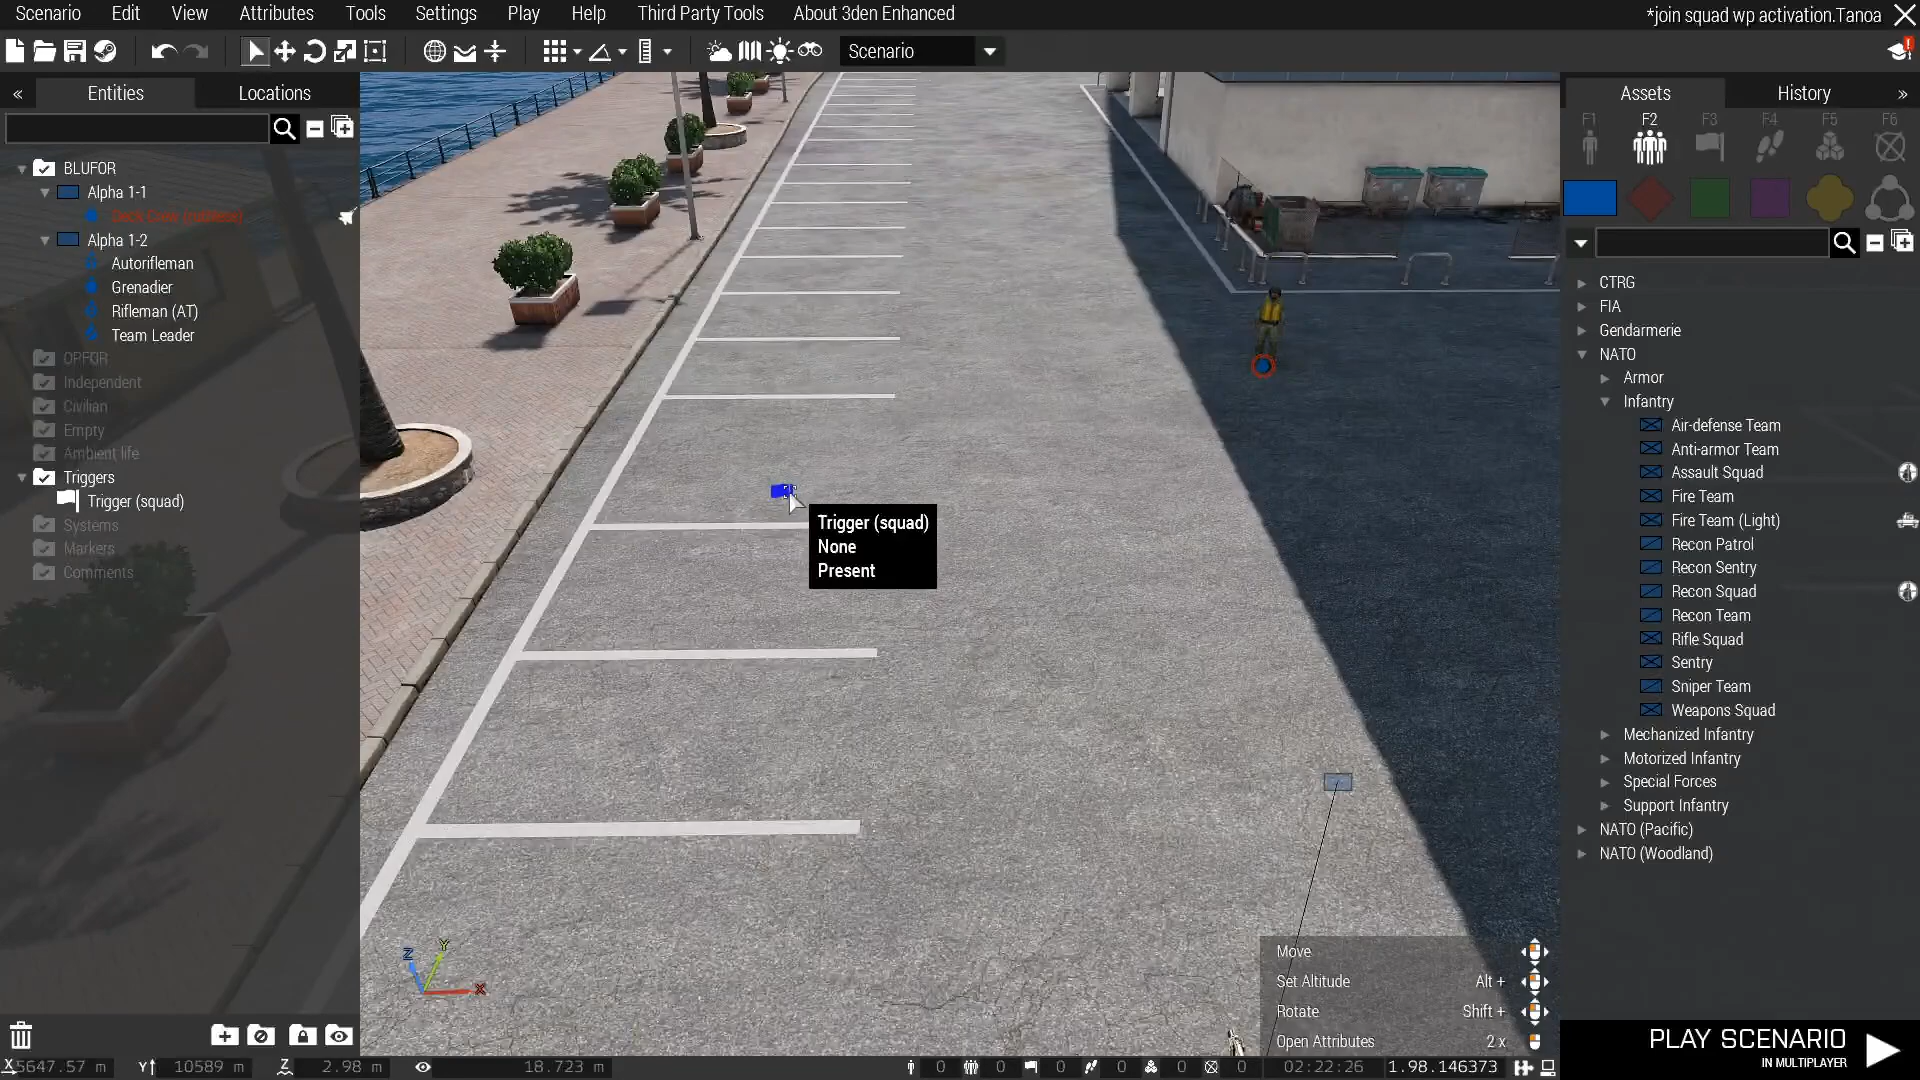 Scenario Edit View Attributes Tools Settings Play Help Third Party Tools About 3den Enhanced *join squad wp activation.Tanoa
Scenario
« Entities Locations
BLUFOR
Alpha 1-1
Deck Crew (ruthless)
Alpha 1-2
Autorifleman
Grenadier
Rifleman (AT)
Team Leader
OPFOR
Independent
Civilian
Empty
Ambient life
Triggers
Trigger (squad)
Systems
Markers
Comments
Trigger (squad)
None
Present
Z Y X
Move
Set Altitude Alt +
Rotate Shift +
Open Attributes 2 x
Assets History »
F1 F2 F3 F4 F5 F6
CTRG
FIA
Gendarmerie
NATO
Armor
Infantry
Air-defense Team
Anti-armor Team
Assault Squad
Fire Team
Fire Team (Light)
Recon Patrol
Recon Sentry
Recon Squad
Recon Team
Rifle Squad
Sentry
Sniper Team
Weapons Squad
Mechanized Infantry
Motorized Infantry
Special Forces
Support Infantry
NATO (Pacific)
NATO (Woodland)
PLAY SCENARIO
IN MULTIPLAYER
X 5647.57 m Y 10589 m Z 2.98 m 18.723 m 0 0 0 0 0 0 02:22:26 1.98.146373